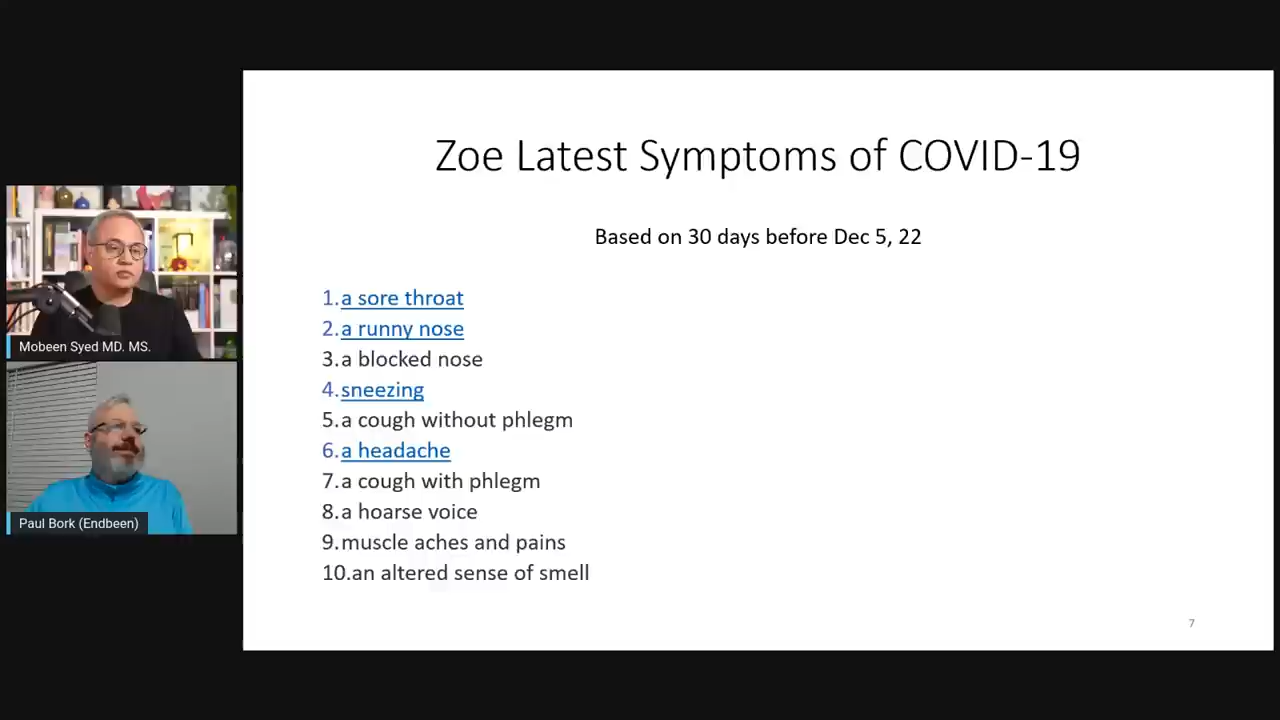 Zoe Latest Symptoms of COVID-19
Based on 30 days before Dec 5, 22
1. a sore throat
2. a runny nose
3. a blocked nose
4. sneezing
5. a cough without phlegm
6. a headache
7. a cough with phlegm
8. a hoarse voice
9. muscle aches and pains
10. an altered sense of smell
7
Mobeen Syed MD. MS.
Paul Bork (Endbeen)